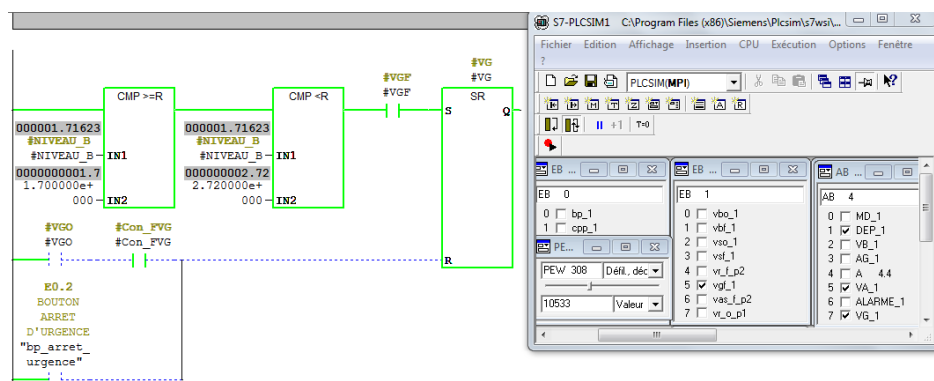 #VG
#VGF #VG
CMP >=R CMP <R #VGF SR
S Q
000001.71623 000001.71623
#NIVEAU_B #NIVEAU_B
#NIVEAU_B IN1 #NIVEAU_B IN1
0000000001.7 000000002.72
1.700000e+ 2.720000e+
000 IN2 000 IN2
#VGO #Con_FVG
#VGO #Con_FVG
R
E0.2
BOUTON
ARRET
D'URGENCE
"bp_arret_
urgence"
S7-PLCSIM1 C:\Program Files (x86)\Siemens\Plcsim\s7wsi\...
Fichier Edition Affichage Insertion CPU Exécution Options Fenêtre
?
PLCSIM(MPI)
+1 T=0
EB ...
EB 0
0 bp_1
1 cpp_1
PE...
PEW 308 Défil., déc
10533 Valeur
EB ...
EB 1
0 vbo_1
1 vbf_1
2 vso_1
3 vsf_1
4 vr_f_p2
5 vgf_1
6 vas_f_p2
7 vr_o_p1
AB ...
AB 4
0 MD_1
1 DEP_1
2 VB_1
3 AG_1
4 A 4.4
5 VA_1
6 ALARME_1
7 VG_1